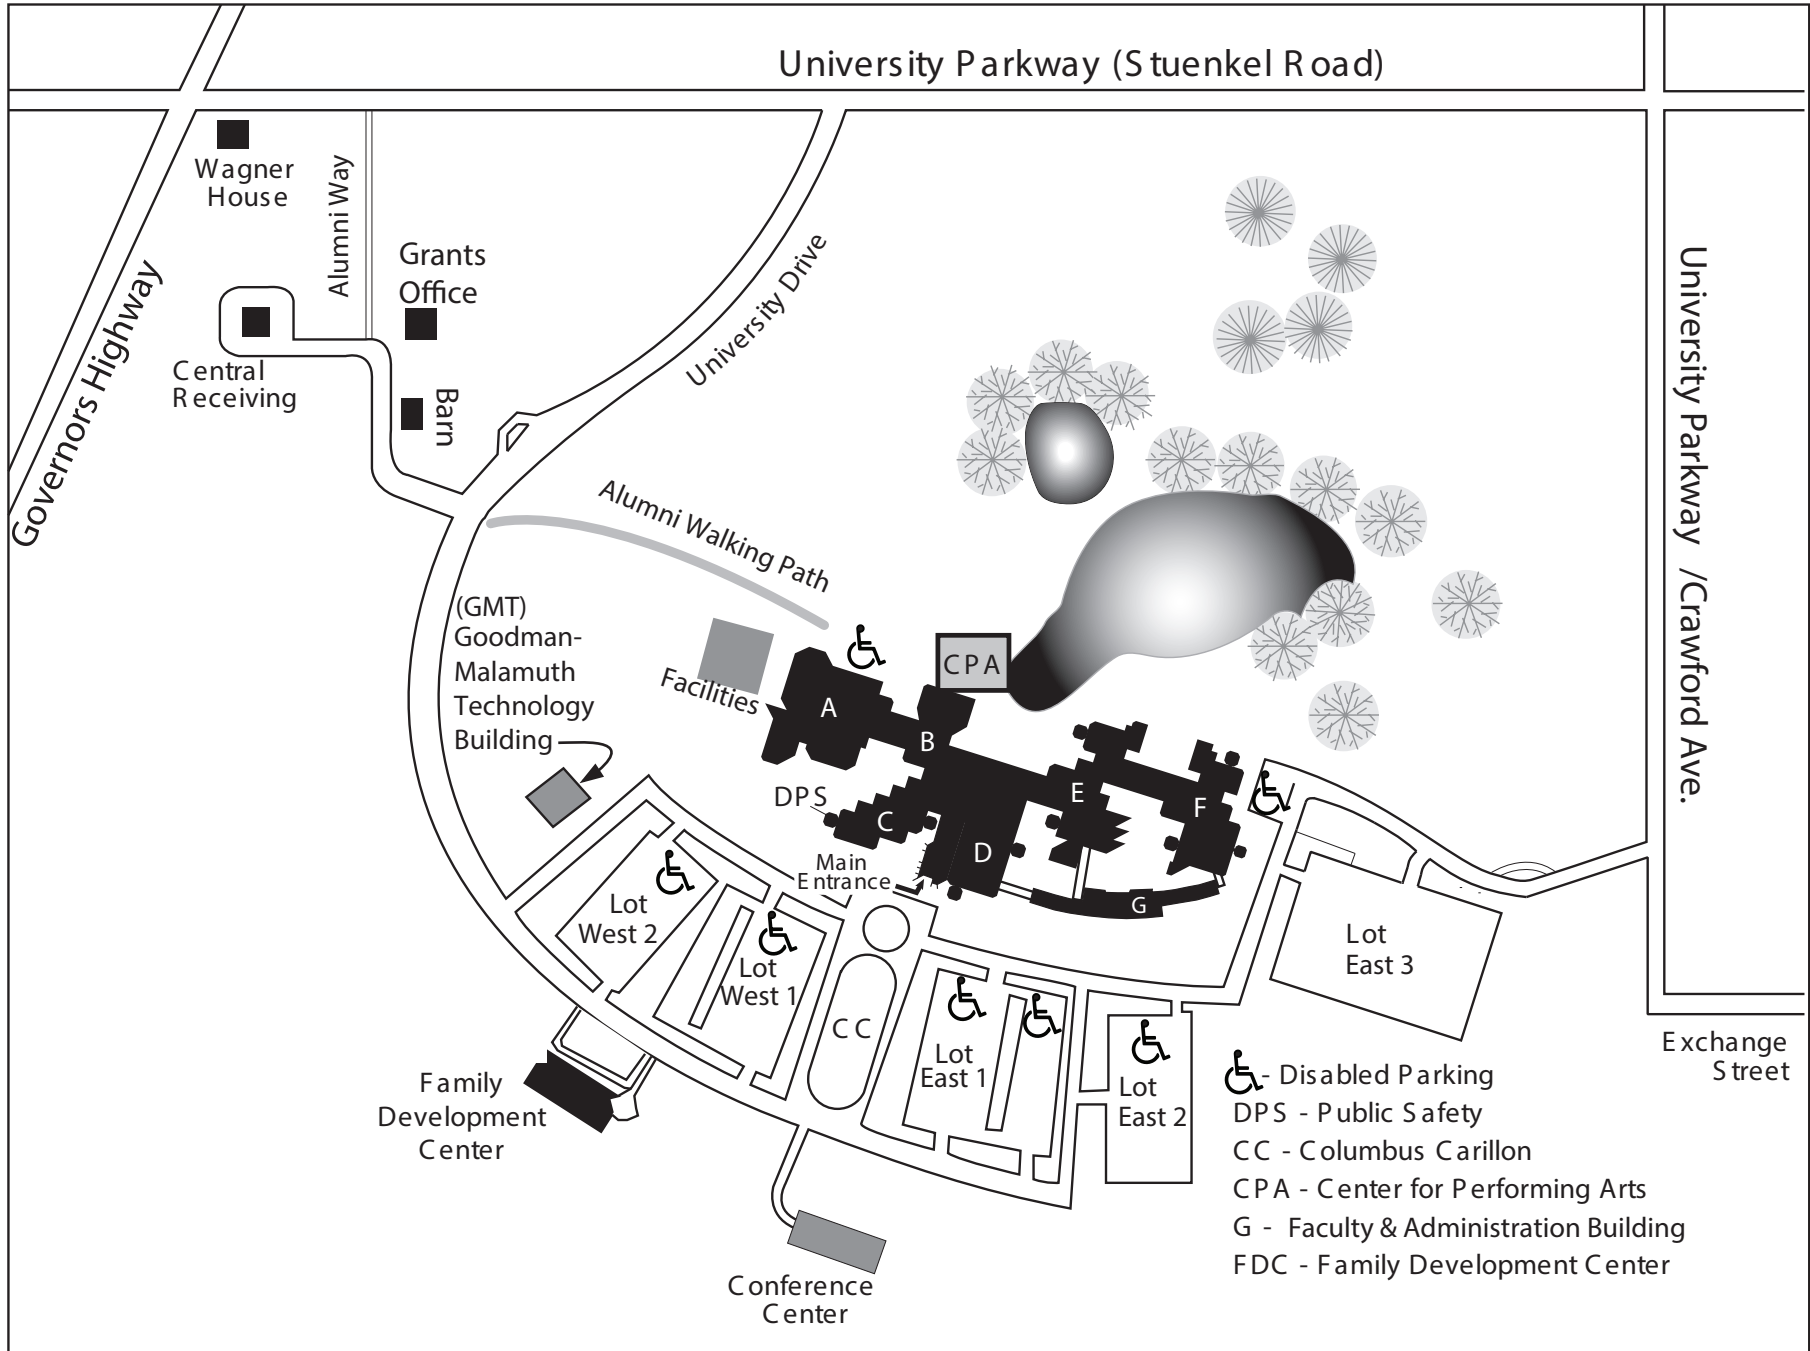 University Parkway (Stuenkel Road)
Wagner
House
Alumni Way
Grants
Office
Governors Highway
Central
Receiving
Barn
University Drive
University Parkway /Crawford Ave.
Alumni Walking Path
(GMT)
Goodman-
Malamuth
Technology
Building
Facilities
CPA
A
B
C
D
E
F
G
DPS
Main
Entrance
Lot
West 2
Lot
West 1
CC
Lot
East 1
Lot
East 2
Lot
East 3
Exchange
Street
Family
Development
Center
Conference
Center
- Disabled Parking
DPS - Public Safety
CC - Columbus Carillon
CPA - Center for Performing Arts
G - Faculty & Administration Building
FDC - Family Development Center